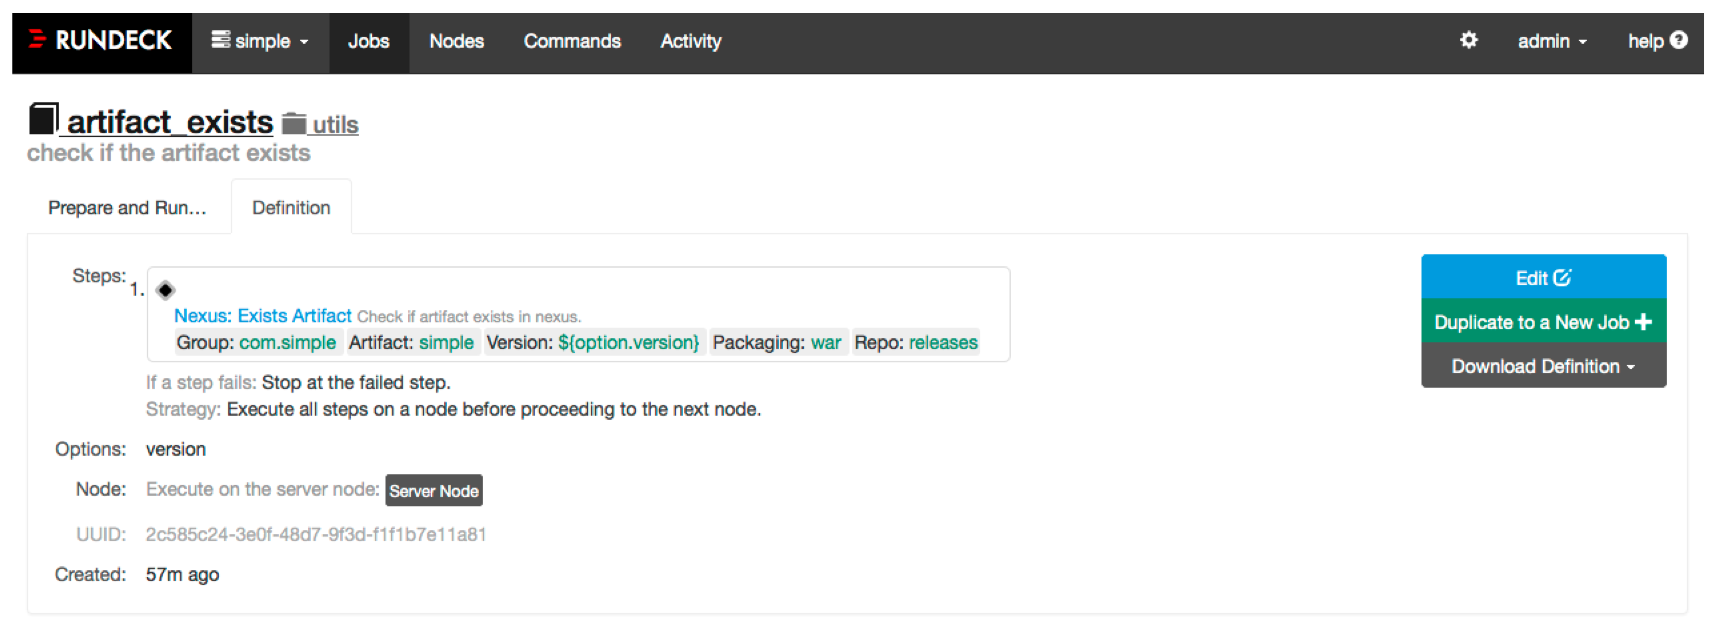 RUNDECK simple Jobs Nodes Commands Activity admin help
artifact_exists utils
check if the artifact exists
Prepare and Run… Definition
Steps: 1.
Nexus: Exists Artifact Check if artifact exists in nexus.
Group: com.simple Artifact: simple Version: ${option.version} Packaging: war Repo: releases
If a step fails: Stop at the failed step.
Strategy: Execute all steps on a node before proceeding to the next node.
Options: version
Node: Execute on the server node: Server Node
UUID: 2c585c24-3e0f-48d7-9f3d-f1f1b7e11a81
Created: 57m ago
Edit
Duplicate to a New Job
Download Definition